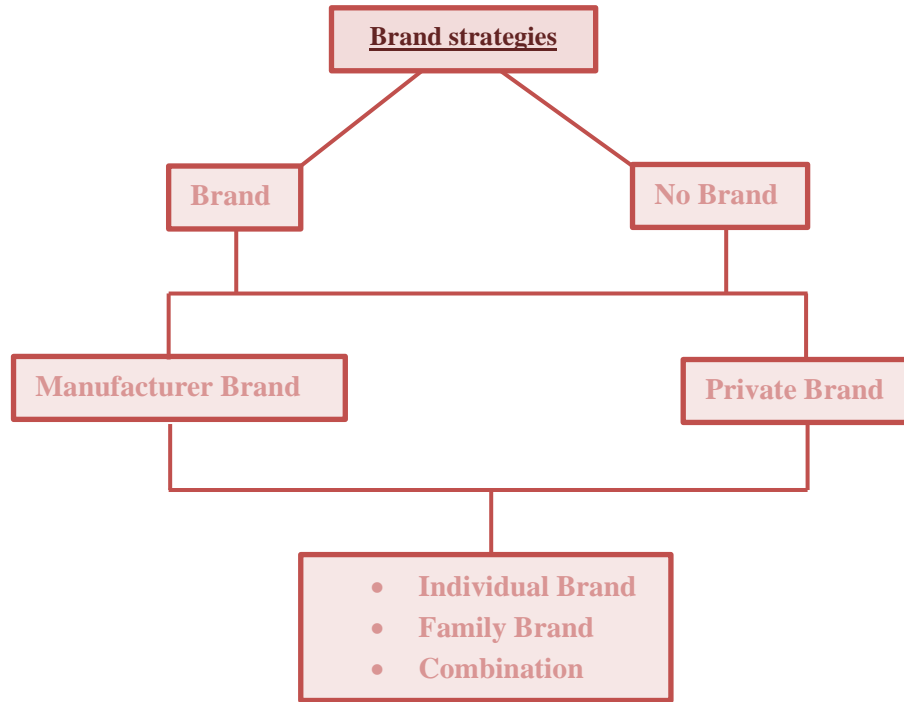 Brand strategies
Brand
No Brand
Manufacturer Brand
Private Brand
• Individual Brand
• Family Brand
• Combination